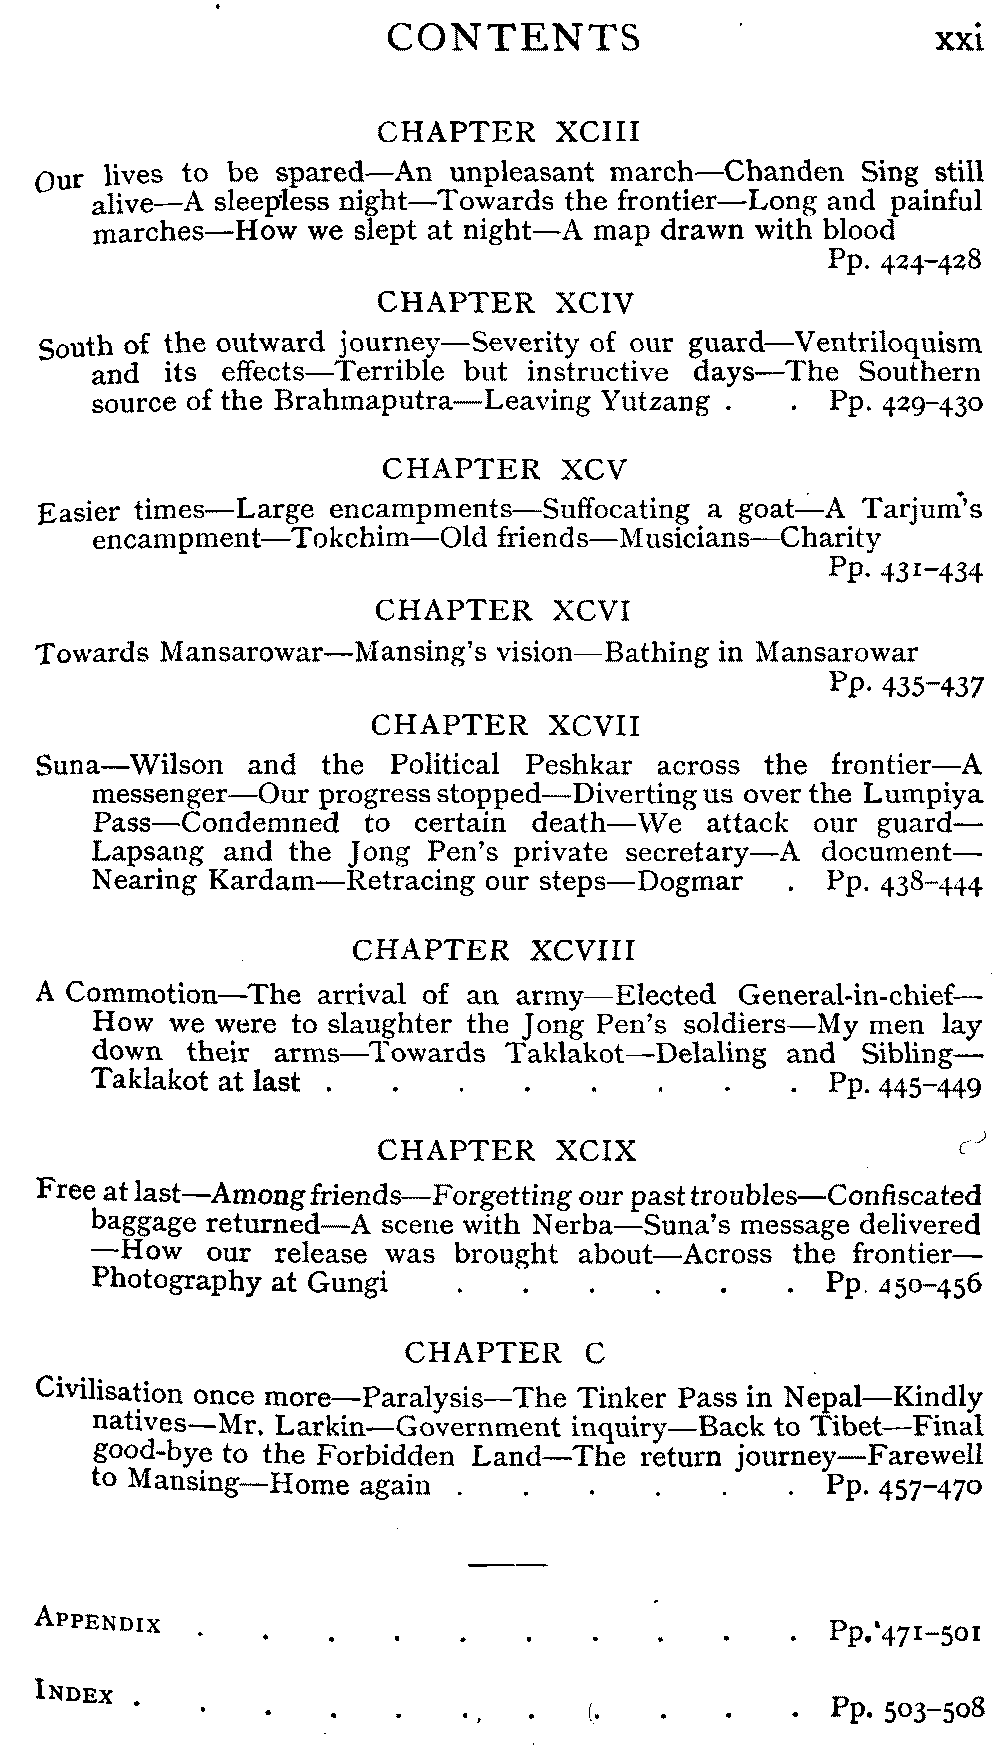 CONTENTS xxi
CHAPTER XCIII
Our lives to be spared—An unpleasant march—Chanden Sing still
alive—A sleepless night—Towards the frontier—Long and painful
marches—How we slept at night—A map drawn with blood
Pp. 424–428
CHAPTER XCIV
South of the outward journey—Severity of our guard—Ventriloquism
and its effects—Terrible but instructive days—The Southern
source of the Brahmaputra—Leaving Yutzang . . Pp. 429–430
CHAPTER XCV
Easier times—Large encampments—Suffocating a goat—A Tarjum's
encampment—Tokchim—Old friends—Musicians—Charity
Pp. 431–434
CHAPTER XCVI
Towards Mansarowar—Mansing's vision—Bathing in Mansarowar
Pp. 435–437
CHAPTER XCVII
Suna—Wilson and the Political Peshkar across the frontier—A
messenger—Our progress stopped—Diverting us over the Lumpiya
Pass—Condemned to certain death—We attack our guard—
Lapsang and the Jong Pen's private secretary—A document—
Nearing Kardam—Retracing our steps—Dogmar . Pp. 438–444
CHAPTER XCVIII
A Commotion—The arrival of an army—Elected General-in-chief—
How we were to slaughter the Jong Pen's soldiers—My men lay
down their arms—Towards Taklakot—Delaling and Sibling—
Taklakot at last . . . . . . . . Pp. 445–449
CHAPTER XCIX
Free at last—Among friends—Forgetting our past troubles—Confiscated
baggage returned—A scene with Nerba—Suna's message delivered
—How our release was brought about—Across the frontier—
Photography at Gungi . . . . . . Pp. 450–456
CHAPTER C
Civilisation once more—Paralysis—The Tinker Pass in Nepal—Kindly
natives—Mr. Larkin—Government inquiry—Back to Tibet—Final
good-bye to the Forbidden Land—The return journey—Farewell
to Mansing—Home again . . . . . . Pp. 457–470
APPENDIX . . . . . . . . . . Pp. 471–501
INDEX . . . . . . . . . . . Pp. 503–508